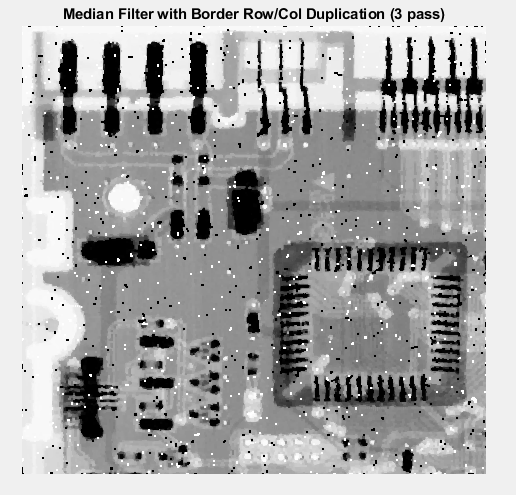 Median Filter with Border Row/Col Duplication (3 pass)